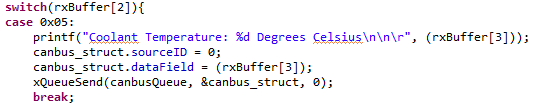 switch(rxBuffer[2]){
case 0x05:
    printf("Coolant Temperature: %d Degrees Celsius\n\n\r", (rxBuffer[3]));
    canbus_struct.sourceID = 0;
    canbus_struct.dataField = (rxBuffer[3]);
    xQueueSend(canbusQueue, &canbus_struct, 0);
    break;